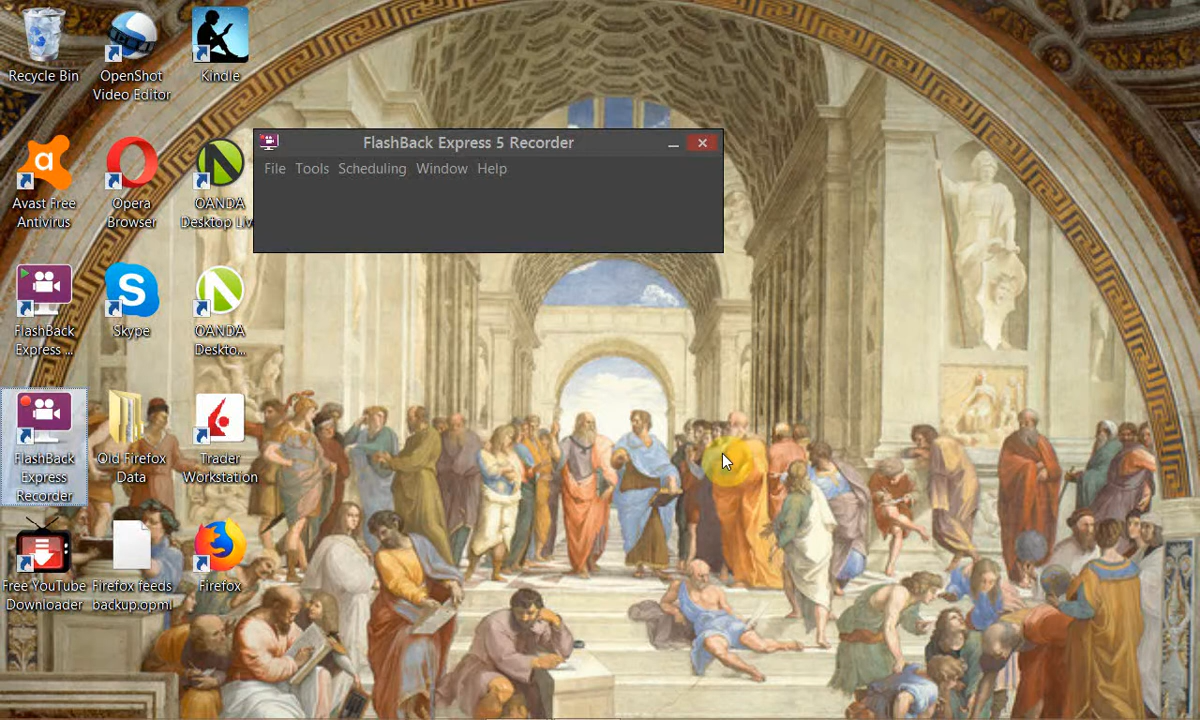 Recycle Bin
OpenShot
Video Editor
Kindle
FlashBack Express 5 Recorder
File Tools Scheduling Window Help
Avast Free
Antivirus
Opera
Browser
OANDA
Desktop Liv
FlashBack
Express ...
Skype
OANDA
Deskto...
FlashBack
Express
Recorder
Old Firefox
Data
Trader
Workstation
Free YouTube
Downloader
Firefox feeds
backup.opml
Firefox